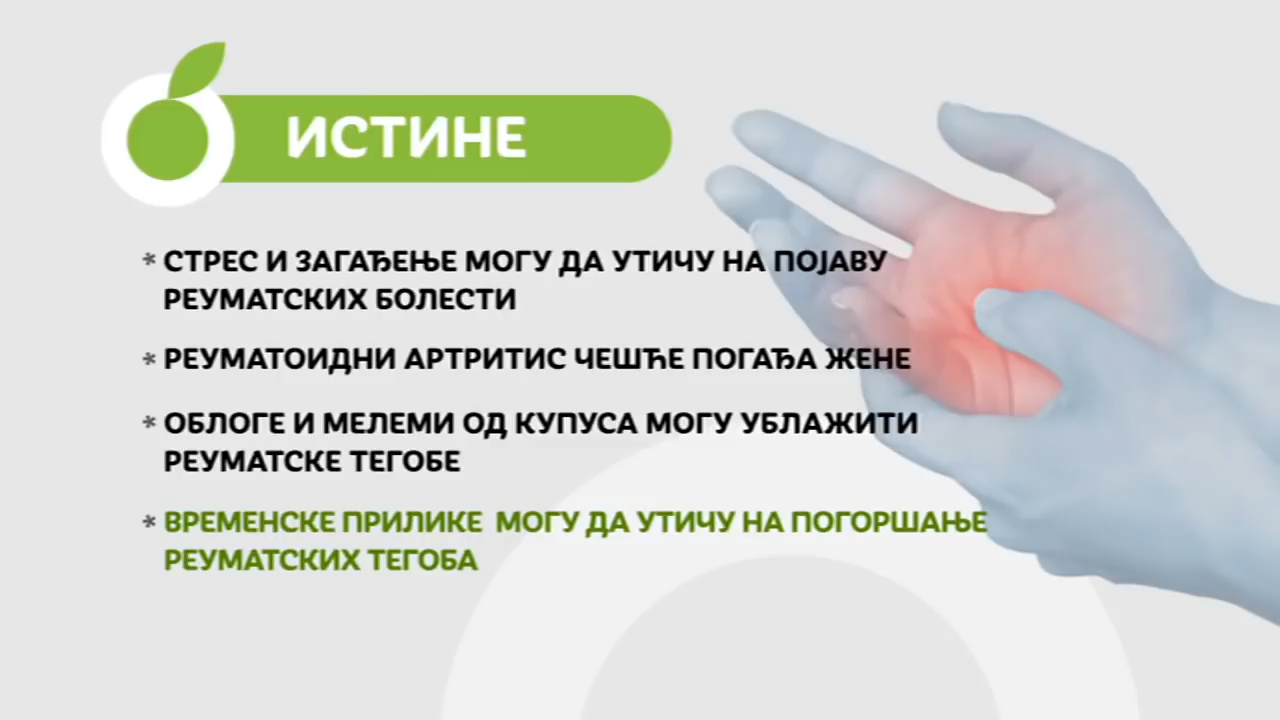 ИСТИНЕ
* СТРЕС И ЗАГАЂЕЊЕ МОГУ ДА УТИЧУ НА ПОЈАВУ
РЕУМАТСКИХ БОЛЕСТИ
* РЕУМАТОИДНИ АРТРИТИС ЧЕШЋЕ ПОГАЂА ЖЕНЕ
* ОБЛОГЕ И МЕЛЕМИ ОД КУПУСА МОГУ УБЛАЖИТИ
РЕУМАТСКЕ ТЕГОБЕ
* ВРЕМЕНСКЕ ПРИЛИКЕ  МОГУ ДА УТИЧУ НА ПОГОРШАЊЕ
РЕУМАТСКИХ ТЕГОБА